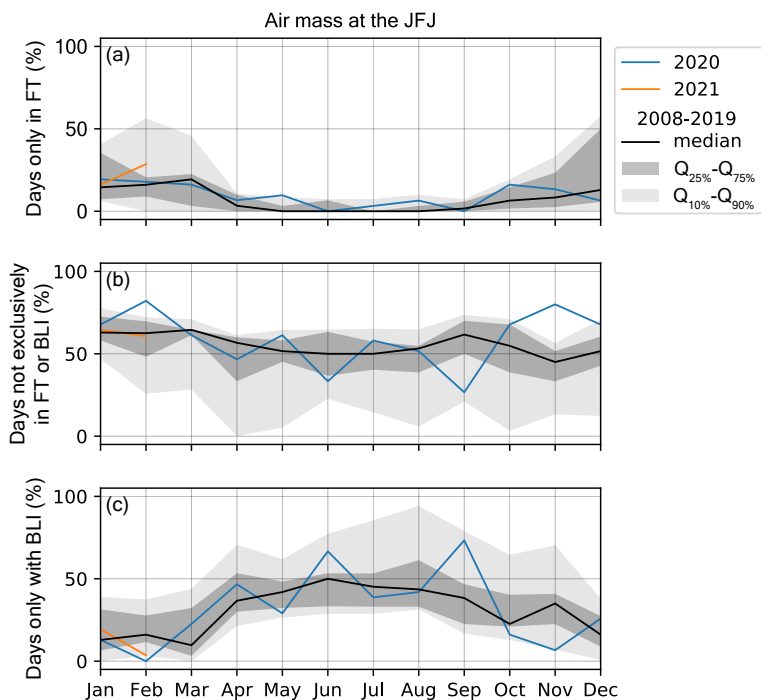 Air mass at the JFJ
(a)
100
50
0
Days only in FT (%)
2020
2021
2008-2019
median
Q25%-Q75%
Q10%-Q90%
(b)
100
50
0
Days not exclusively
in FT or BLI (%)
(c)
100
50
0
Days only with BLI (%)
Jan Feb Mar Apr May Jun Jul Aug Sep Oct Nov Dec